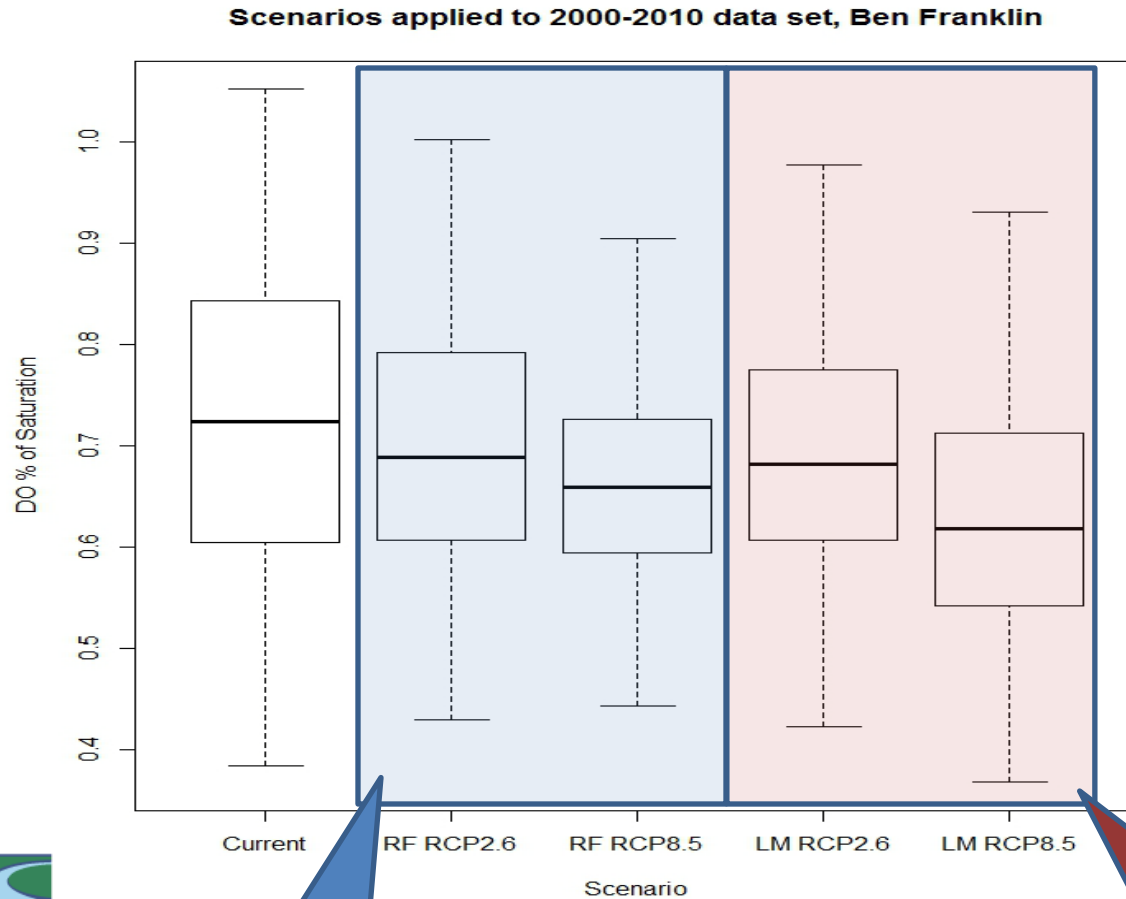 Scenarios applied to 2000-2010 data set, Ben Franklin
DO % of Saturation
1.0
0.9
0.8
0.7
0.6
0.5
0.4
Current RF RCP2.6 RF RCP8.5 LM RCP2.6 LM RCP8.5
Scenario